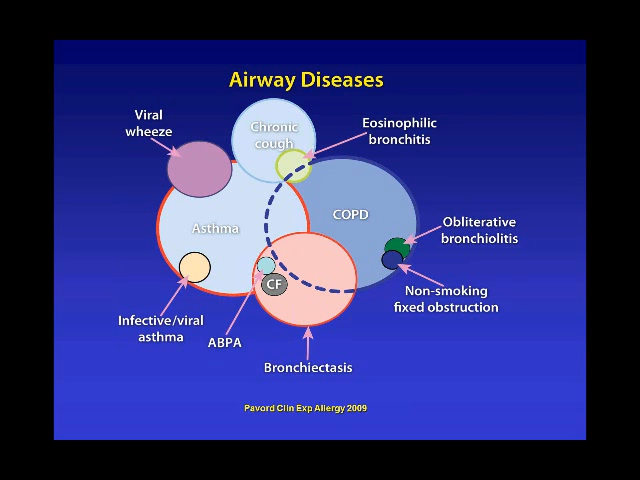 Airway Diseases
Viral
wheeze
Chronic
cough
Eosinophilic
bronchitis
Asthma
COPD
Obliterative
bronchiolitis
CF
Non-smoking
fixed obstruction
Infective/viral
asthma
ABPA
Bronchiectasis
Pavord Clin Exp Allergy 2009